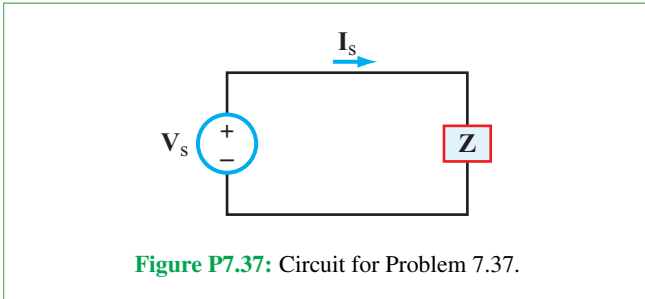 Is
Vs
+
−
Z
Figure P7.37: Circuit for Problem 7.37.